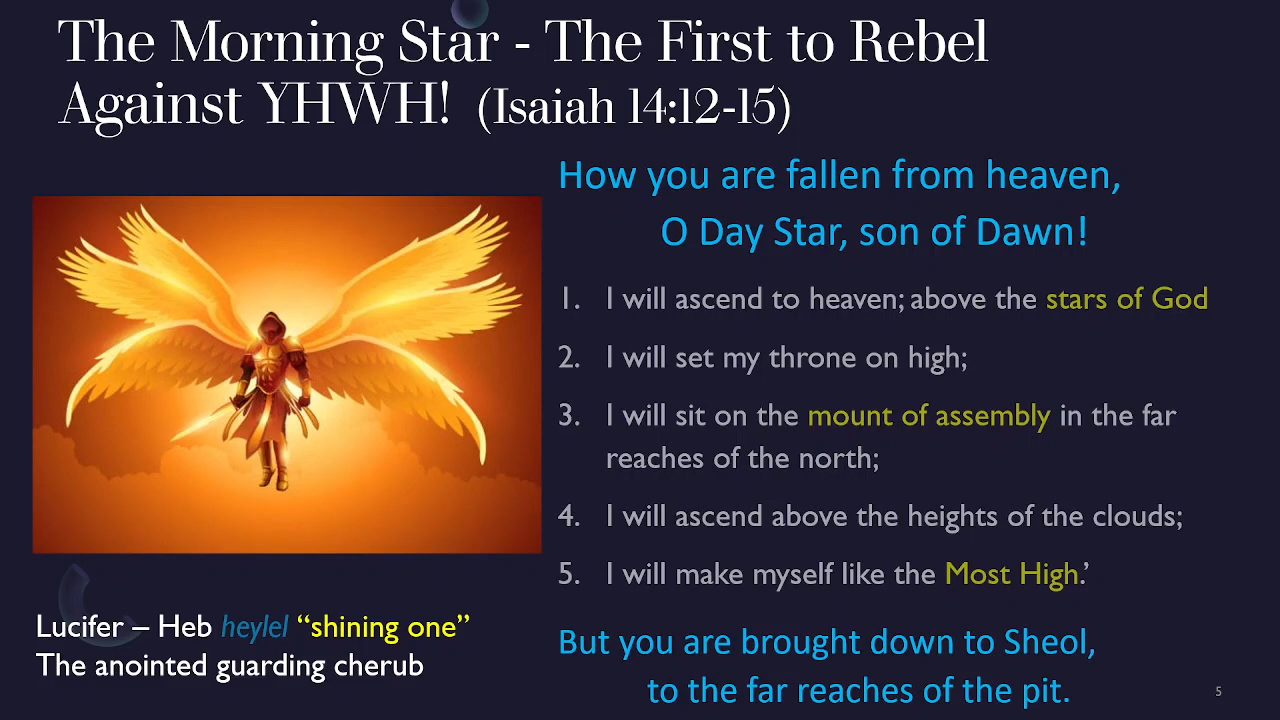 The Morning Star - The First to Rebel
Against YHWH! (Isaiah 14:12-15)
How you are fallen from heaven,
O Day Star, son of Dawn!
1. I will ascend to heaven; above the stars of God
2. I will set my throne on high;
3. I will sit on the mount of assembly in the far
reaches of the north;
4. I will ascend above the heights of the clouds;
5. I will make myself like the Most High.’
Lucifer – Heb heylel “shining one”
The anointed guarding cherub
But you are brought down to Sheol,
to the far reaches of the pit.
5